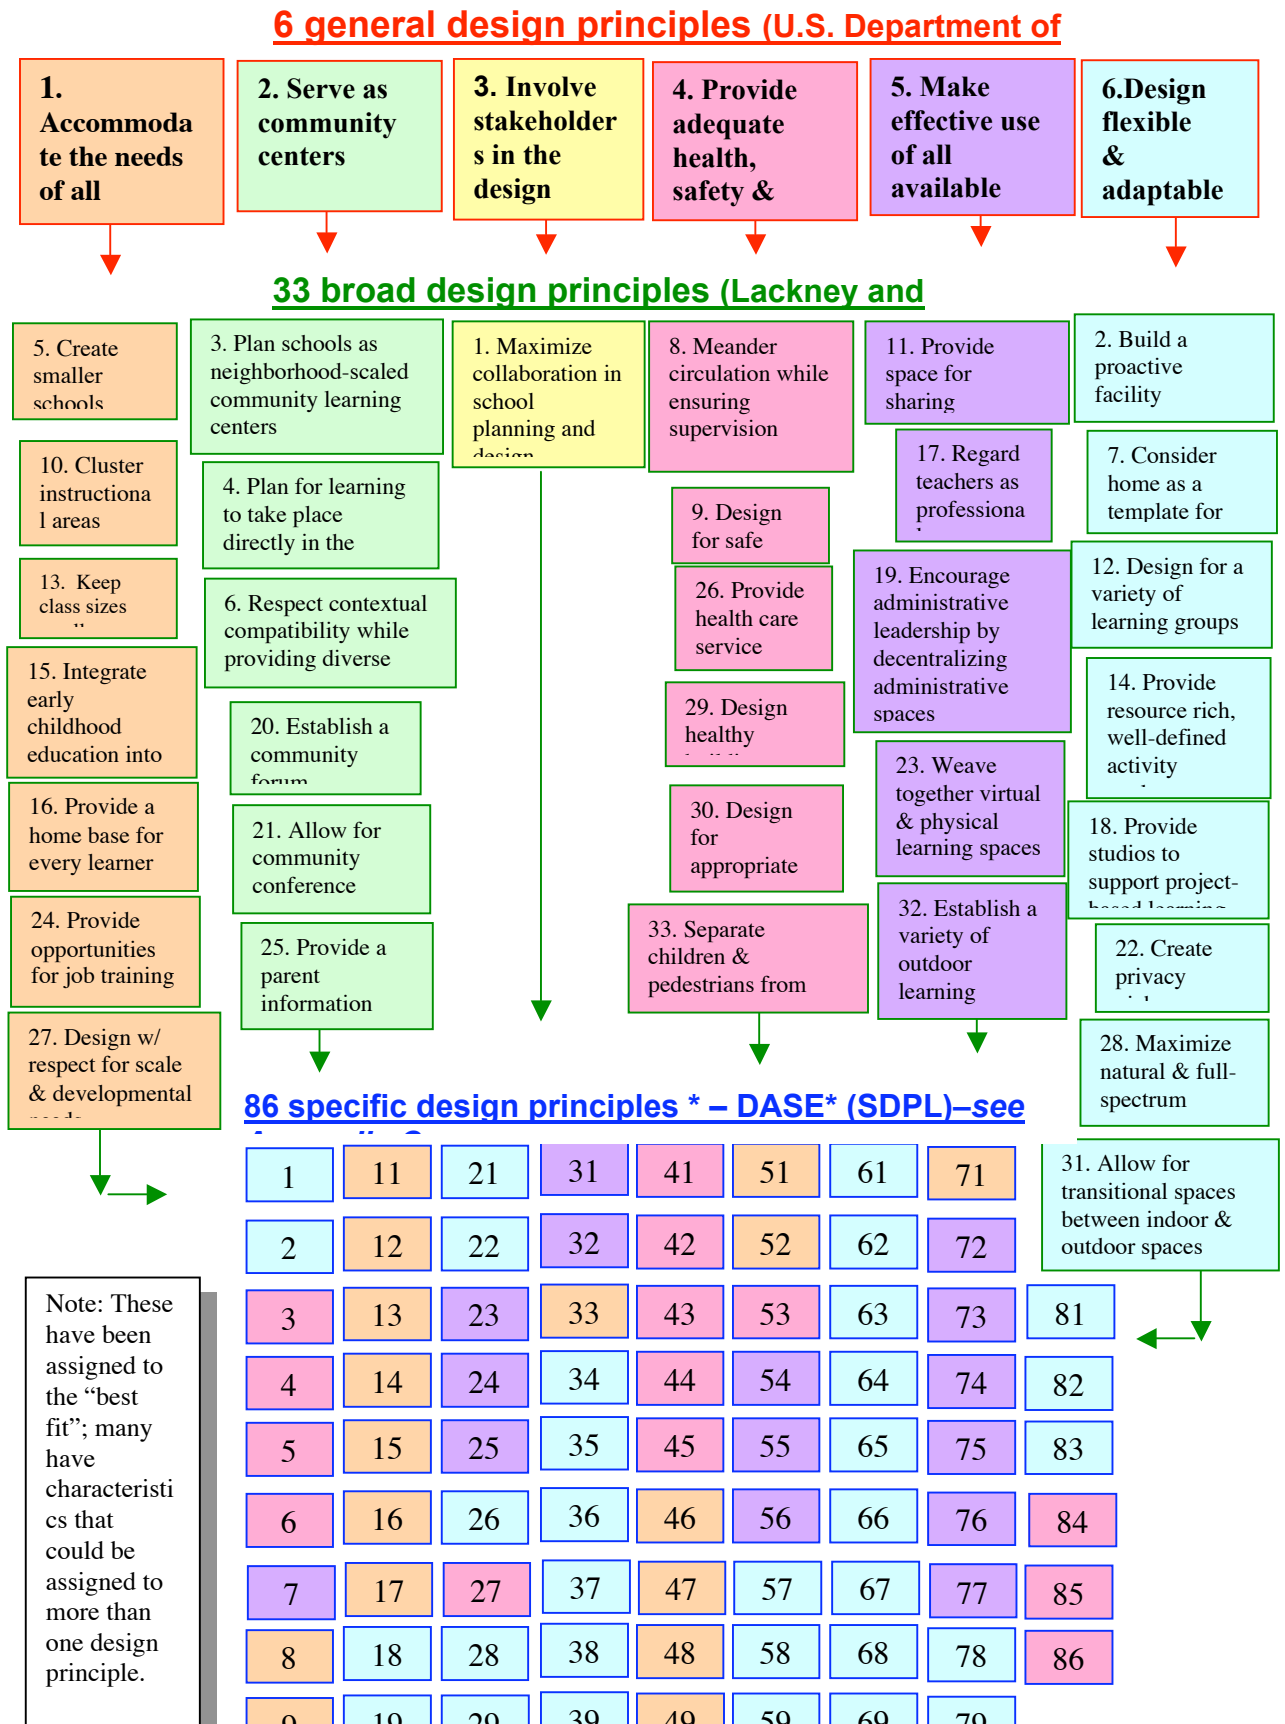 6 general design principles (U.S. Department of
1.
Accommoda
te the needs
of all
2. Serve as
community
centers
3. Involve
stakeholder
s in the
design
4. Provide
adequate
health,
safety &
5. Make
effective use
of all
available
6.Design
flexible
&
adaptable
33 broad design principles (Lackney and
5. Create
smaller
schools
10. Cluster
instructiona
l areas
13. Keep
class sizes
15. Integrate
early
childhood
education into
16. Provide a
home base for
every learner
24. Provide
opportunities
for job training
27. Design w/
respect for scale
& developmental
3. Plan schools as
neighborhood-scaled
community learning
centers
4. Plan for learning
to take place
directly in the
6. Respect contextual
compatibility while
providing diverse
20. Establish a
community
forum
21. Allow for
community
conference
25. Provide a
parent
information
1. Maximize
collaboration in
school
planning and
design
8. Meander
circulation while
ensuring
supervision
9. Design
for safe
26. Provide
health care
service
29. Design
healthy
30. Design
for
appropriate
33. Separate
children &
pedestrians from
11. Provide
space for
sharing
17. Regard
teachers as
professiona
19. Encourage
administrative
leadership by
decentralizing
administrative
spaces
23. Weave
together virtual
& physical
learning spaces
32. Establish a
variety of
outdoor
learning
2. Build a
proactive
facility
7. Consider
home as a
template for
12. Design for a
variety of
learning groups
14. Provide
resource rich,
well-defined
activity
18. Provide
studios to
support project-
based learning
22. Create
privacy
28. Maximize
natural & full-
spectrum
31. Allow for
transitional spaces
between indoor &
outdoor spaces
86 specific design principles * – DASE* (SDPL)–see
1 11 21 31 41 51 61 71
2 12 22 32 42 52 62 72
3 13 23 33 43 53 63 73 81
4 14 24 34 44 54 64 74 82
5 15 25 35 45 55 65 75 83
6 16 26 36 46 56 66 76 84
7 17 27 37 47 57 67 77 85
8 18 28 38 48 58 68 78 86
9 19 29 39 49 59 69 79
Note: These
have been
assigned to
the “best
fit”; many
have
characteristi
cs that
could be
assigned to
more than
one design
principle.